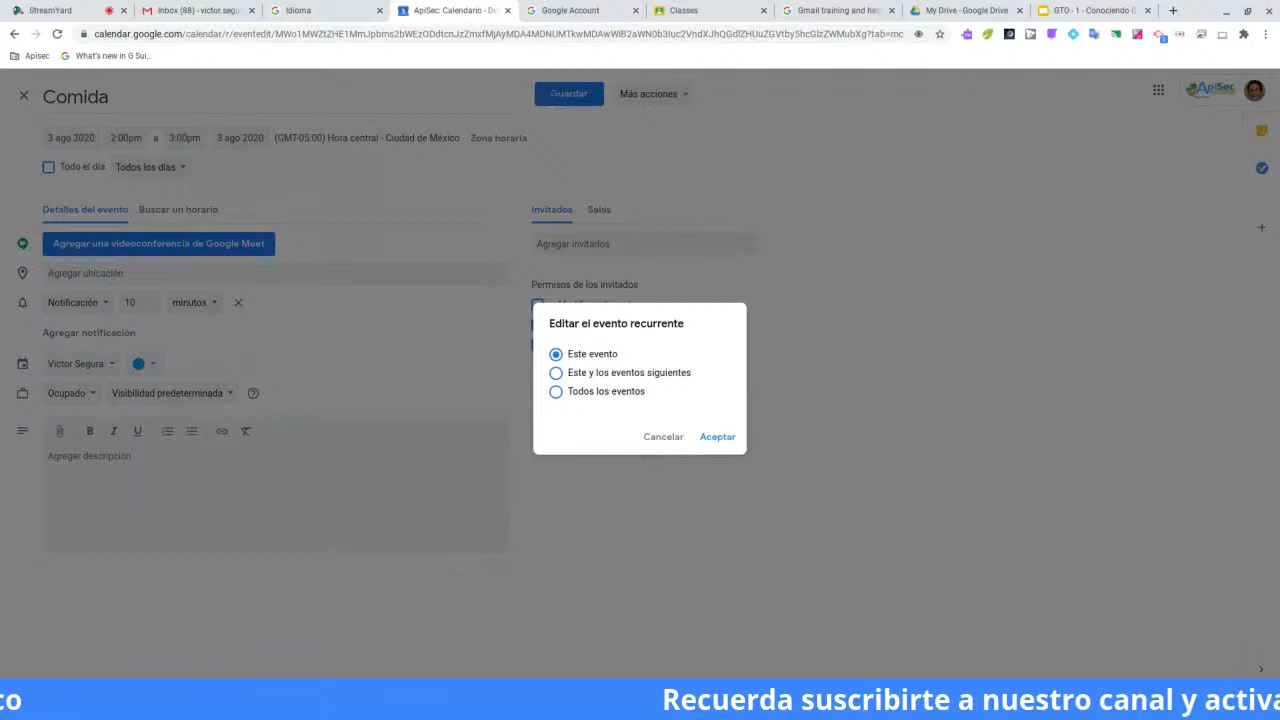 StreamYard
Inbox (88) - victor.segu
Idioma
ApiSec: Calendario - De
Google Account
Classes
Gmail training and he
My Drive - Google Drive
GTO - 1 - Conociendo G
Apisec
What's new in G Sui...
Comida
Guardar
Más acciones
ApiSec
3 ago 2020 2:00pm a 3:00pm 3 ago 2020 (GMT-05:00) Hora central - Ciudad de México Zona horaria
Todo el día Todos los días
Detalles del evento Buscar un horario
Invitados Salas
Agregar una videoconferencia de Google Meet
Agregar invitados
Agregar ubicación
Permisos de los invitados
Notificación 10 minutos
Agregar notificación
Editar el evento recurrente
Este evento
Este y los eventos siguientes
Todos los eventos
Cancelar Aceptar
Victor Segura
Ocupado Visibilidad predeterminada
B I U
Agregar descripción
co
Recuerda suscribirte a nuestro canal y activa